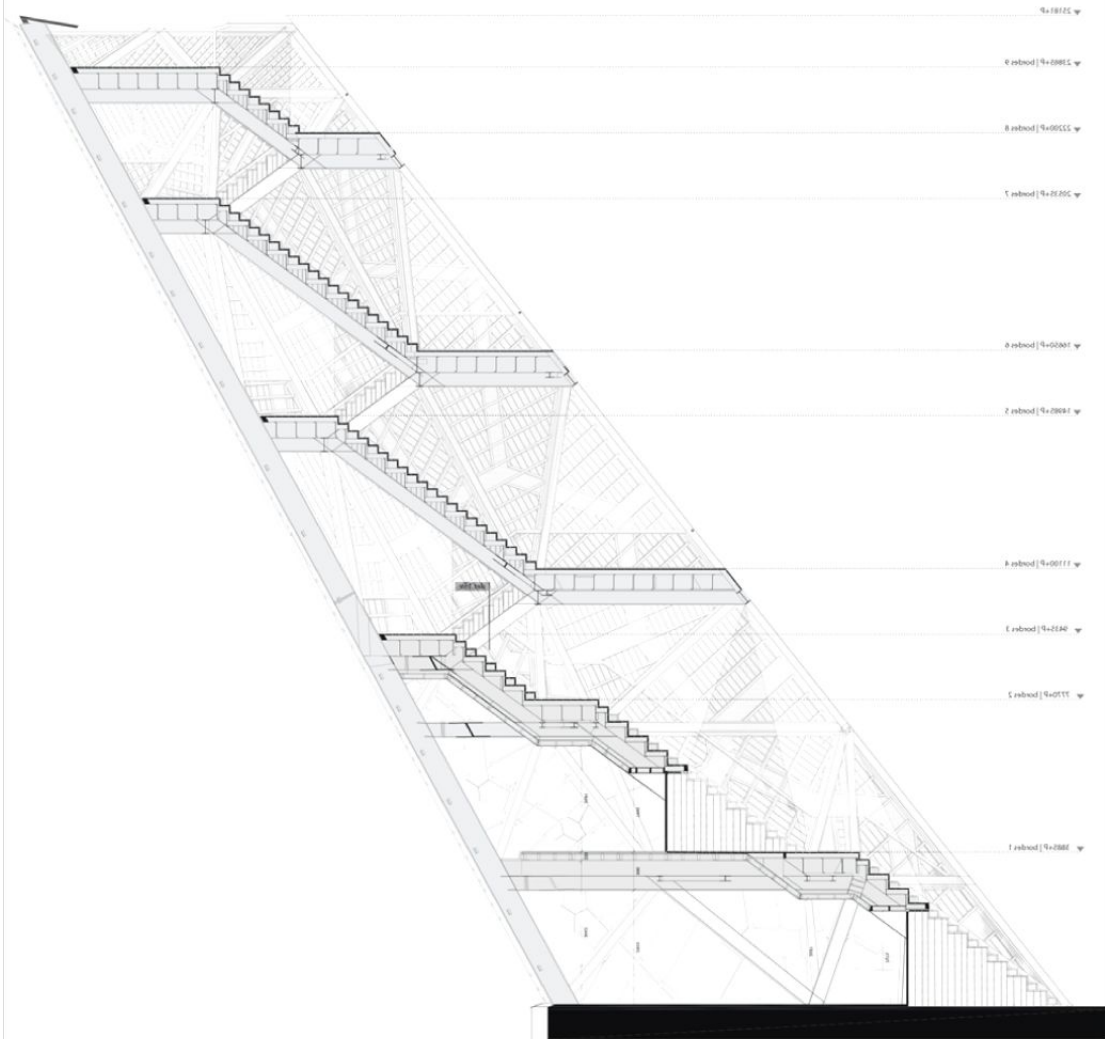 25181+P
23865+P | bordes 9
22200+P | bordes 8
20535+P | bordes 7
16650+P | bordes 6
14985+P | bordes 5
11100+P | bordes 4
9435+P | bordes 3
7770+P | bordes 2
3885+P | bordes 1